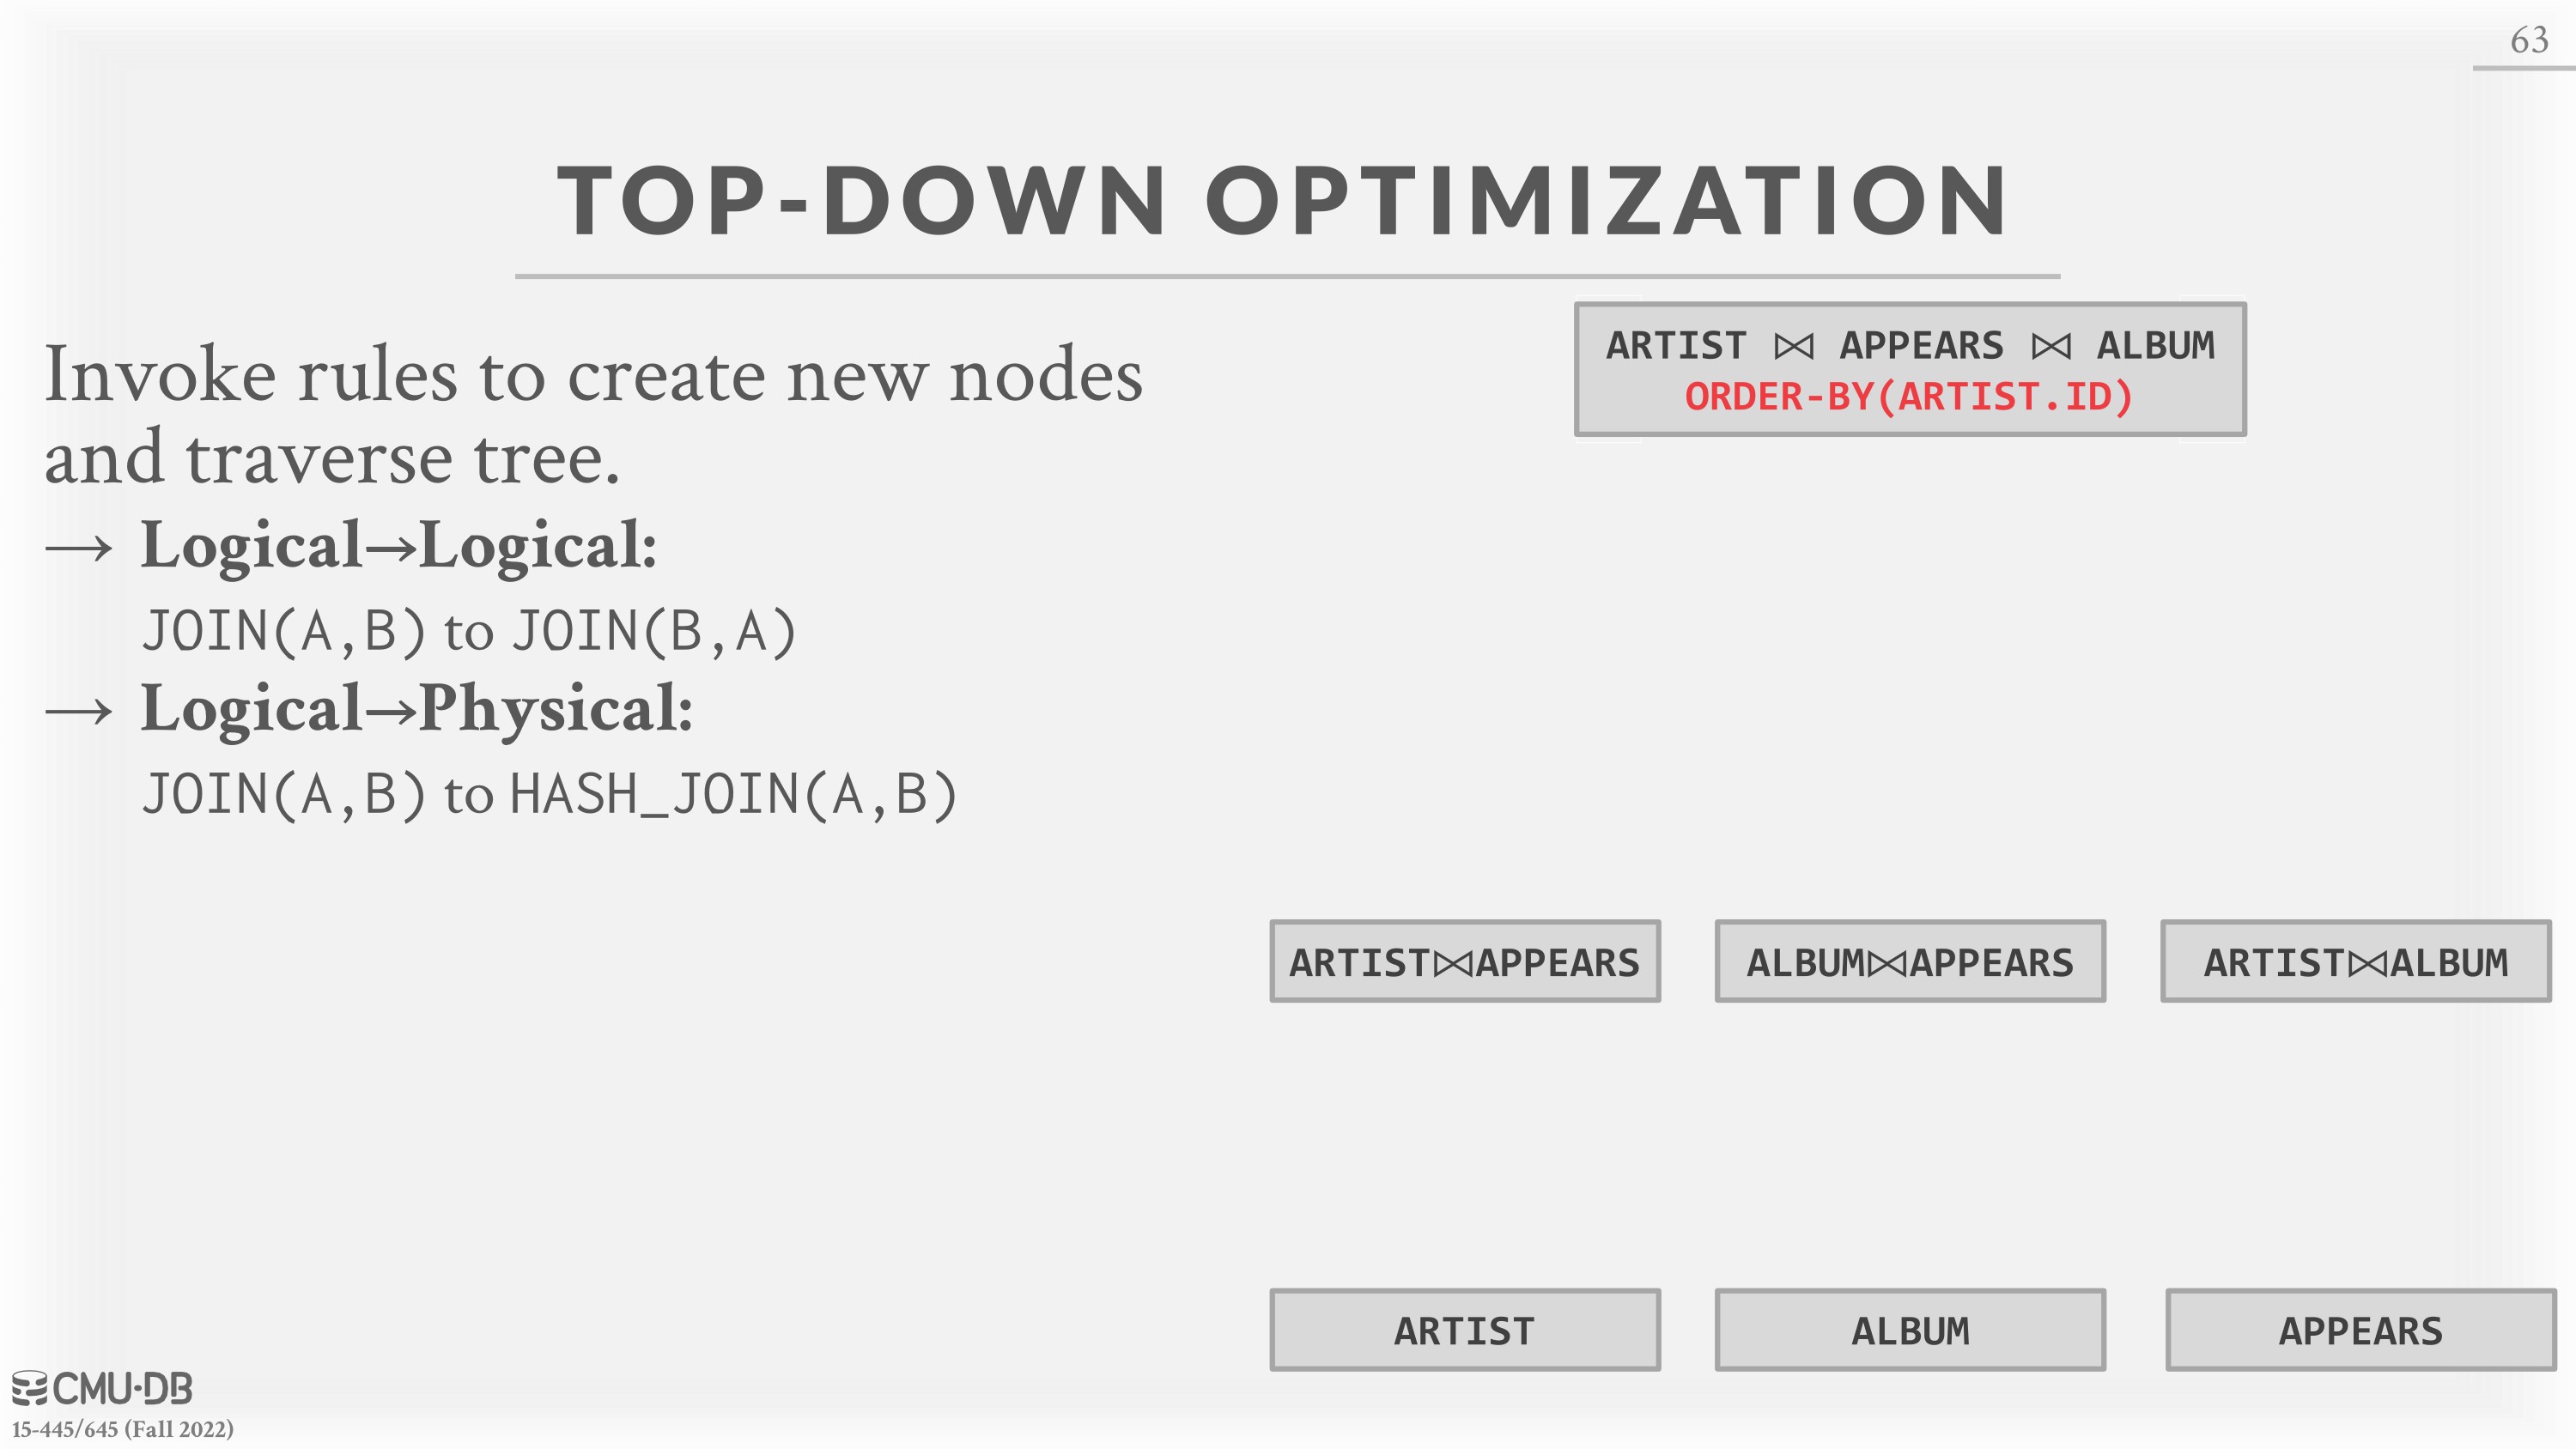 63
TOP-DOWN OPTIMIZATION
Invoke rules to create new nodes
and traverse tree.
→ Logical→Logical:
JOIN(A,B) to JOIN(B,A)
→ Logical→Physical:
JOIN(A,B) to HASH_JOIN(A,B)
ARTIST ⋈ APPEARS ⋈ ALBUM
ORDER-BY(ARTIST.ID)
ARTIST⋈APPEARS
ALBUM⋈APPEARS
ARTIST⋈ALBUM
ARTIST
ALBUM
APPEARS
CMU·DB
15-445/645 (Fall 2022)